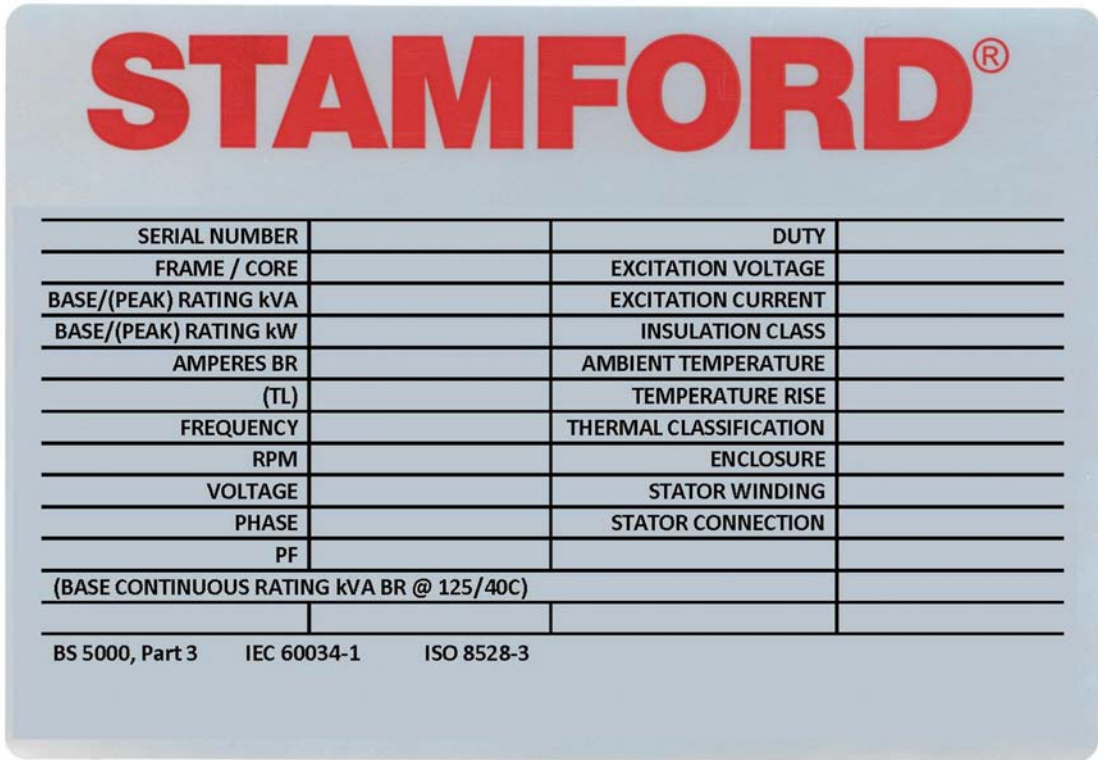 STAMFORD®
SERIAL NUMBER DUTY
FRAME / CORE EXCITATION VOLTAGE
BASE/(PEAK) RATING kVA EXCITATION CURRENT
BASE/(PEAK) RATING kW INSULATION CLASS
AMPERES BR AMBIENT TEMPERATURE
(TL) TEMPERATURE RISE
FREQUENCY THERMAL CLASSIFICATION
RPM ENCLOSURE
VOLTAGE STATOR WINDING
PHASE STATOR CONNECTION
PF
(BASE CONTINUOUS RATING kVA BR @ 125/40C)
BS 5000, Part 3 IEC 60034-1 ISO 8528-3